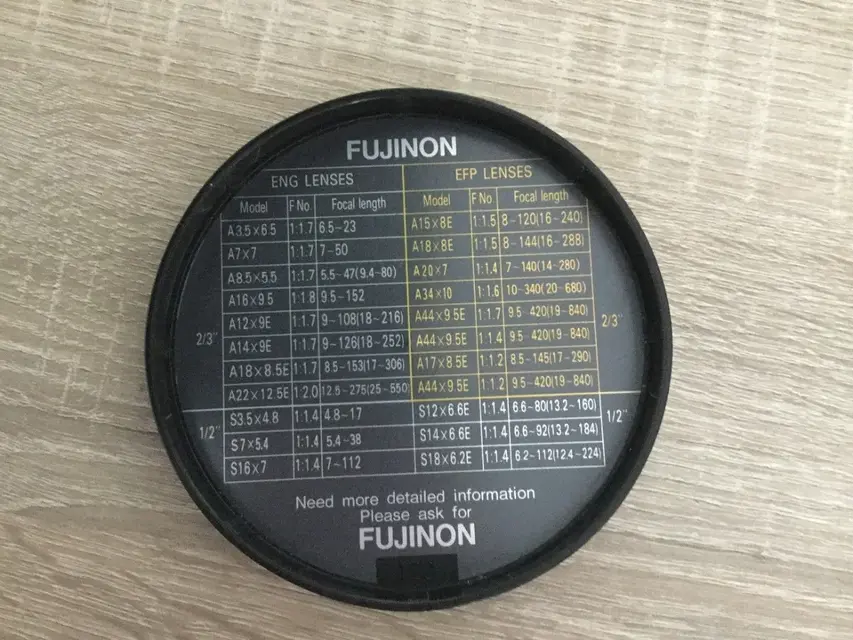 FUJINON
ENG LENSES EFP LENSES
Model F No. Focal length Model F No. Focal length
A3.5×6.5 1:1.7 6.5-23 A15×8E 1:1.5 8-120(16-240)
A7×7 1:1.7 7-50 A18×8E 1:1.5 8-144(16-288)
A8.5×5.5 1:1.7 5.5-47(9.4-80) A20×7 1:1.4 7-140(14-280)
A16×9.5 1:1.8 9.5-152 A34×10 1:1.6 10-340(20-680)
A12×9E 1:1.7 9-108(18-216) A44×9.5E 1:1.7 9.5-420(19-840)
2/3" A14×9E 1:1.7 9-126(18-252) A44×9.5E 1:1.4 9.5-420(19-840) 2/3"
A18×8.5E 1:1.7 8.5-153(17-306) A17×8.5E 1:1.2 8.5-145(17-290)
A22×12.5E 1:2.0 12.5-275(25-550) A44×9.5E 1:1.2 9.5-420(19-840)
S3.5×4.8 1:1.4 4.8-17 S12×6.6E 1:1.4 6.6-80(13.2-160)
1/2" S7×5.4 1:1.4 5.4-38 S14×6.6E 1:1.4 6.6-92(13.2-184) 1/2"
S16×7 1:1.4 7-112 S18×6.2E 1:1.4 6.2-112(12.4-224)
Need more detailed information
Please ask for
FUJINON